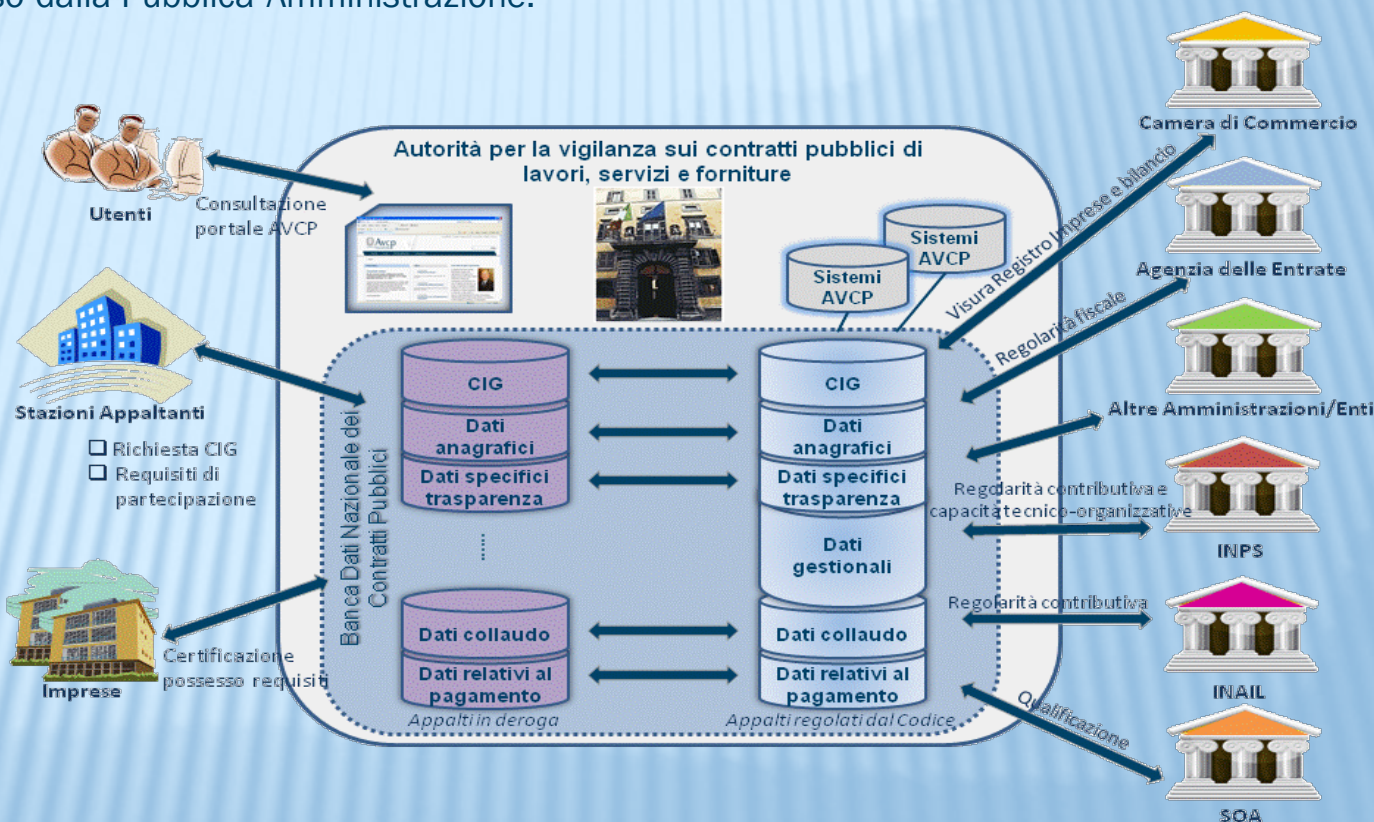 so dalla Pubblica Amministrazione.
Camera di Commercio
Autorità per la vigilanza sui contratti pubblici di
lavori, servizi e forniture
Utenti
Consultazione
portale AVCP
Avcp
Sistemi
AVCP
Sistemi
AVCP
Visura Registro Imprese e bilancio
Agenzia delle Entrate
Regolarità fiscale
Altre Amministrazioni/Enti
Stazioni Appaltanti
❑ Richiesta CIG
❑ Requisiti di
partecipazione
Banca Dati Nazionale dei
Contratti Pubblici
CIG
Dati
anagrafici
Dati specifici
trasparenza
......
Dati collaudo
Dati relativi al
pagamento
Appalti in deroga
CIG
Dati
anagrafici
Dati specifici
trasparenza
Dati
gestionali
Dati collaudo
Dati relativi al
pagamento
Appalti regolati dal Codice
Regolarità contributiva e
capacità tecnico-organizzative
INPS
Regolarità contributiva
INAIL
Qualificazione
SOA
Imprese
Certificazione
possesso requisiti